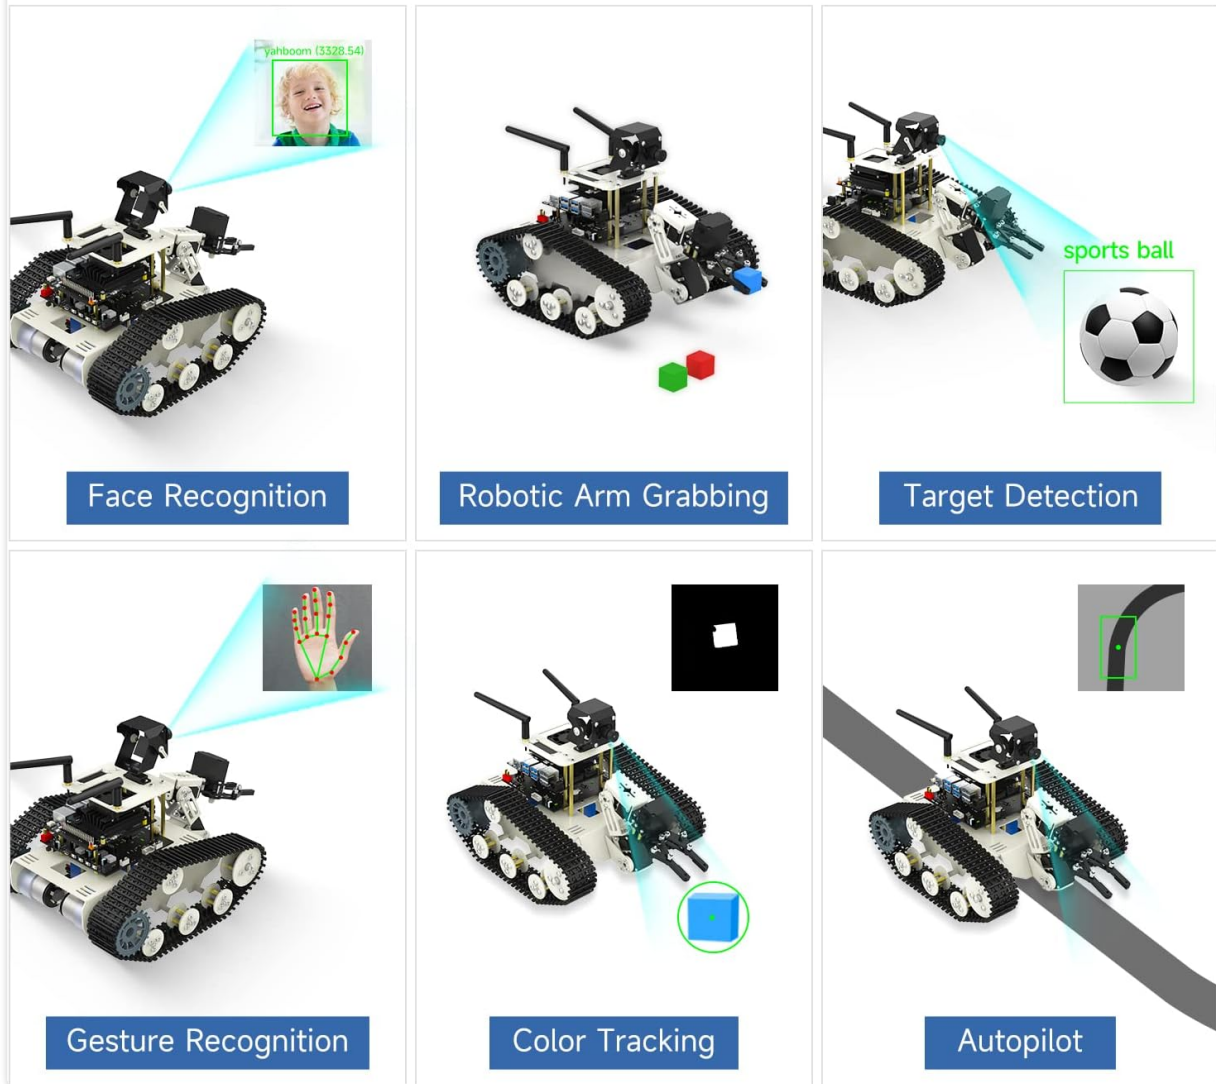 yahboom (3328.54)
Face Recognition
Robotic Arm Grabbing
sports ball
Target Detection
Gesture Recognition
Color Tracking
Autopilot